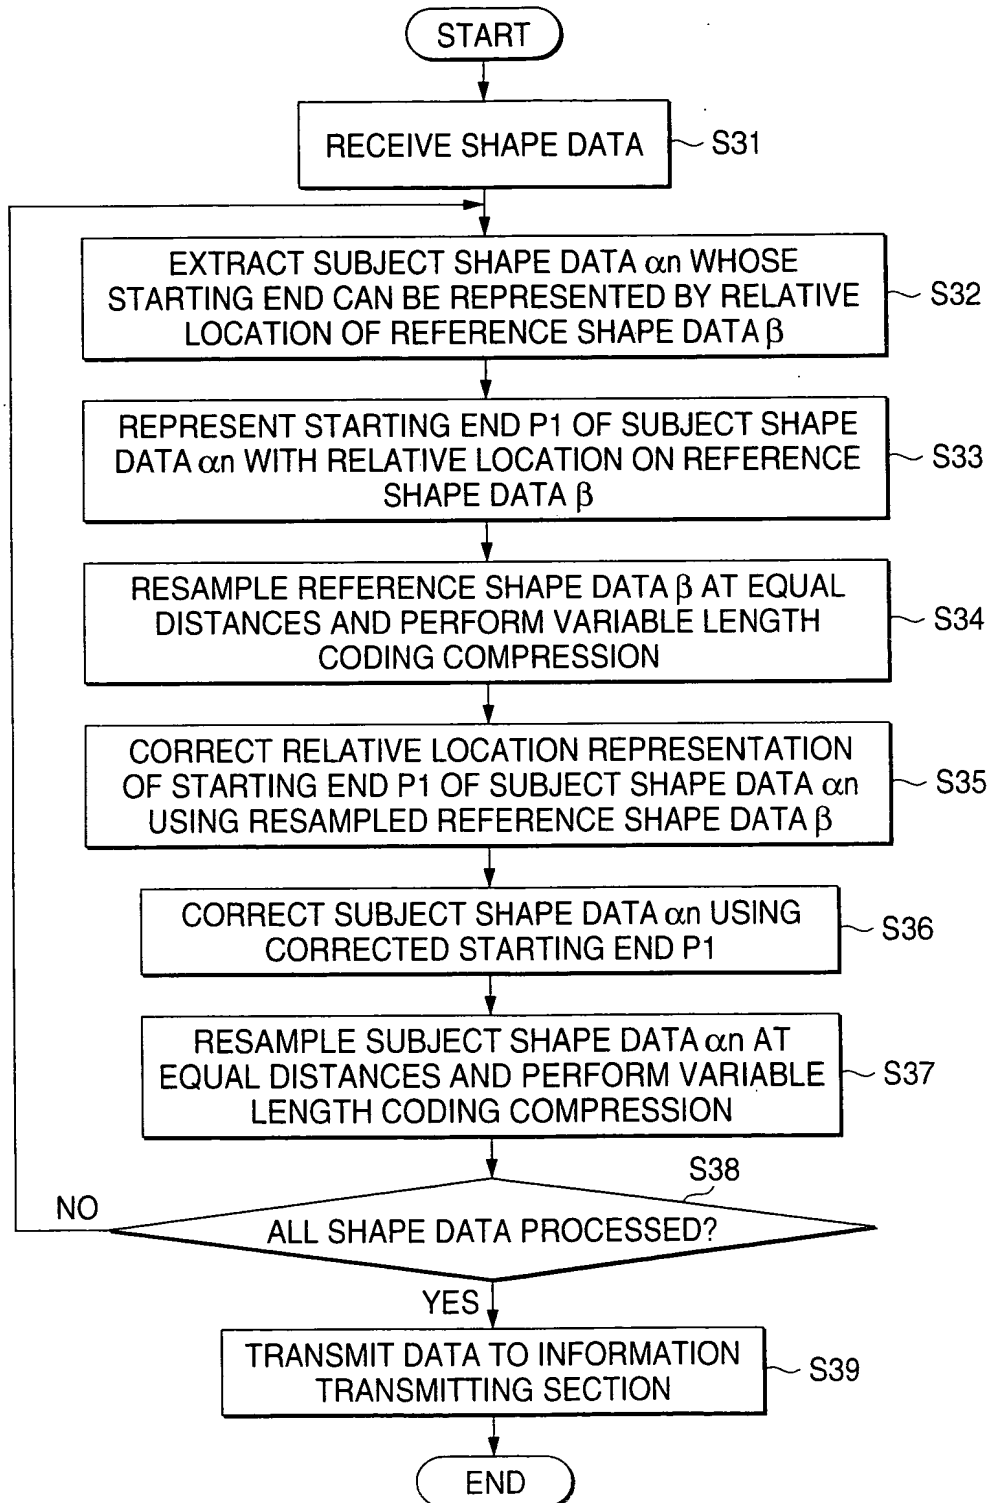 START
RECEIVE SHAPE DATA
S31
EXTRACT SUBJECT SHAPE DATA αn WHOSE
STARTING END CAN BE REPRESENTED BY RELATIVE
LOCATION OF REFERENCE SHAPE DATA β
S32
REPRESENT STARTING END P1 OF SUBJECT SHAPE
DATA αn WITH RELATIVE LOCATION ON REFERENCE
SHAPE DATA β
S33
RESAMPLE REFERENCE SHAPE DATA β AT EQUAL
DISTANCES AND PERFORM VARIABLE LENGTH
CODING COMPRESSION
S34
CORRECT RELATIVE LOCATION REPRESENTATION
OF STARTING END P1 OF SUBJECT SHAPE DATA αn
USING RESAMPLED REFERENCE SHAPE DATA β
S35
CORRECT SUBJECT SHAPE DATA αn USING
CORRECTED STARTING END P1
S36
RESAMPLE SUBJECT SHAPE DATA αn AT
EQUAL DISTANCES AND PERFORM VARIABLE
LENGTH CODING COMPRESSION
S37
S38
NO
ALL SHAPE DATA PROCESSED?
YES
TRANSMIT DATA TO INFORMATION
TRANSMITTING SECTION
S39
END